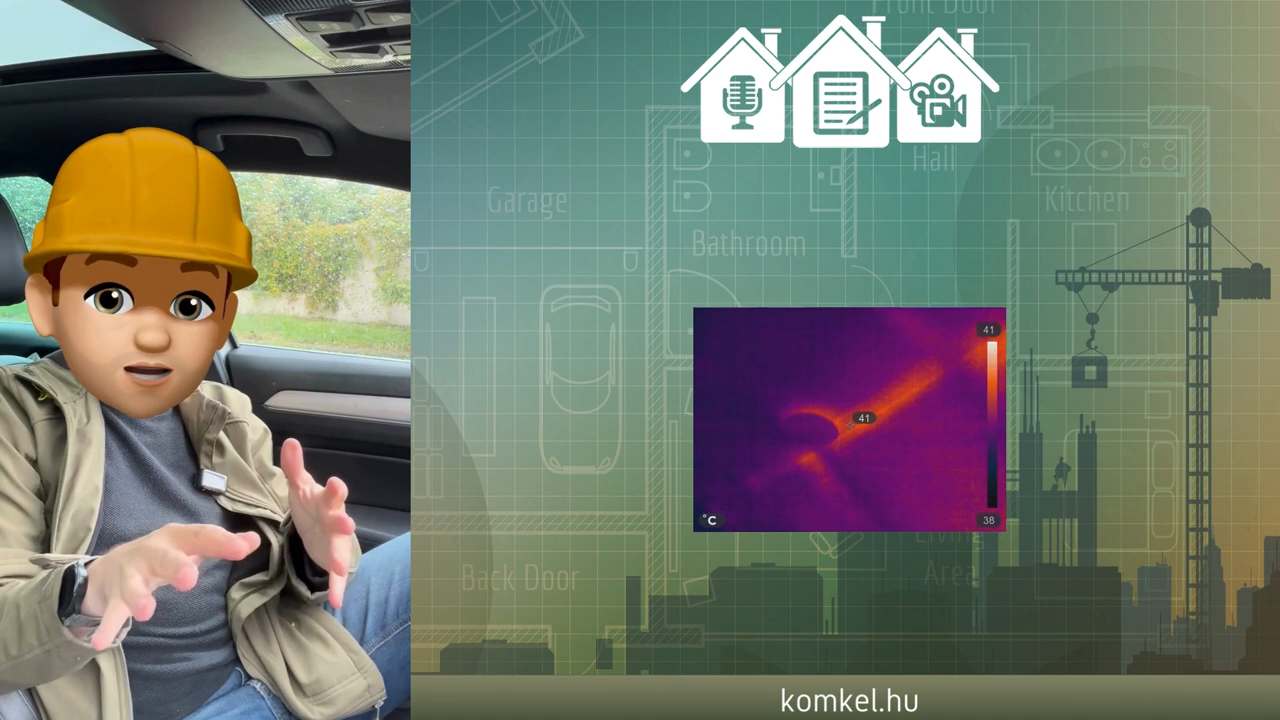 Front Door
Hall
Garage
Kitchen
Bathroom
41
41
°C
38
Living
Area
Back Door
komkel.hu